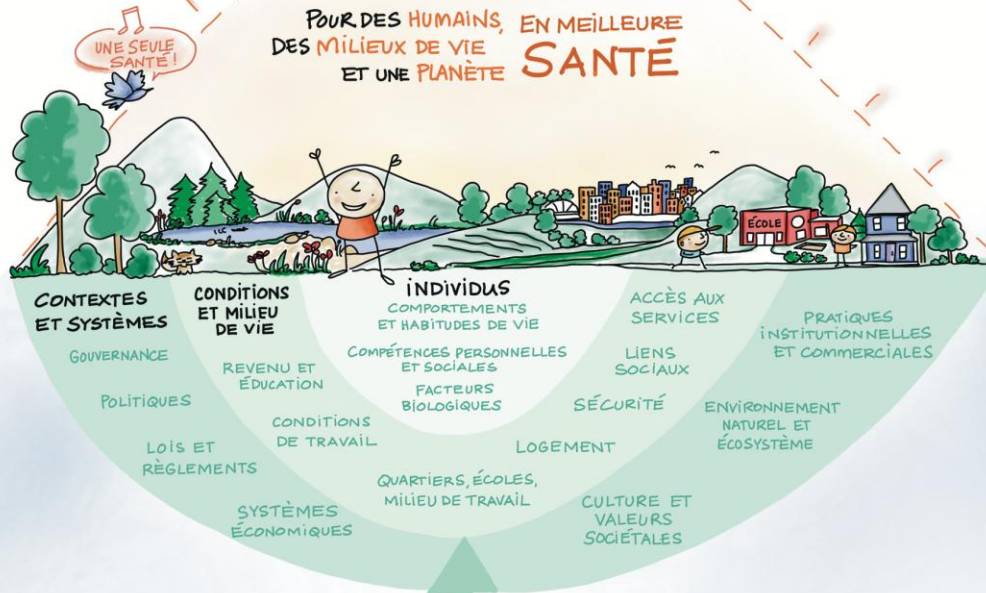 POUR DES HUMAINS,
DES MILIEUX DE VIE
ET UNE PLANÈTE
EN MEILLEURE
SANTÉ
UNE SEULE
SANTÉ!
ÉCOLE
CONTEXTES
ET SYSTÈMES
GOUVERNANCE
POLITIQUES
LOIS ET
RÈGLEMENTS
SYSTÈMES
ÉCONOMIQUES
CONDITIONS
ET MILIEU
DE VIE
REVENU ET
ÉDUCATION
CONDITIONS
DE TRAVAIL
QUARTIERS, ÉCOLES,
MILIEU DE TRAVAIL
INDIVIDUS
COMPORTEMENTS
ET HABITUDES DE VIE
COMPÉTENCES PERSONNELLES
ET SOCIALES
FACTEURS
BIOLOGIQUES
ACCÈS AUX
SERVICES
LIENS
SOCIAUX
SÉCURITÉ
LOGEMENT
PRATIQUES
INSTITUTIONNELLES
ET COMMERCIALES
ENVIRONNEMENT
NATUREL ET
ÉCOSYSTÈME
CULTURE ET
VALEURS
SOCIÉTALES